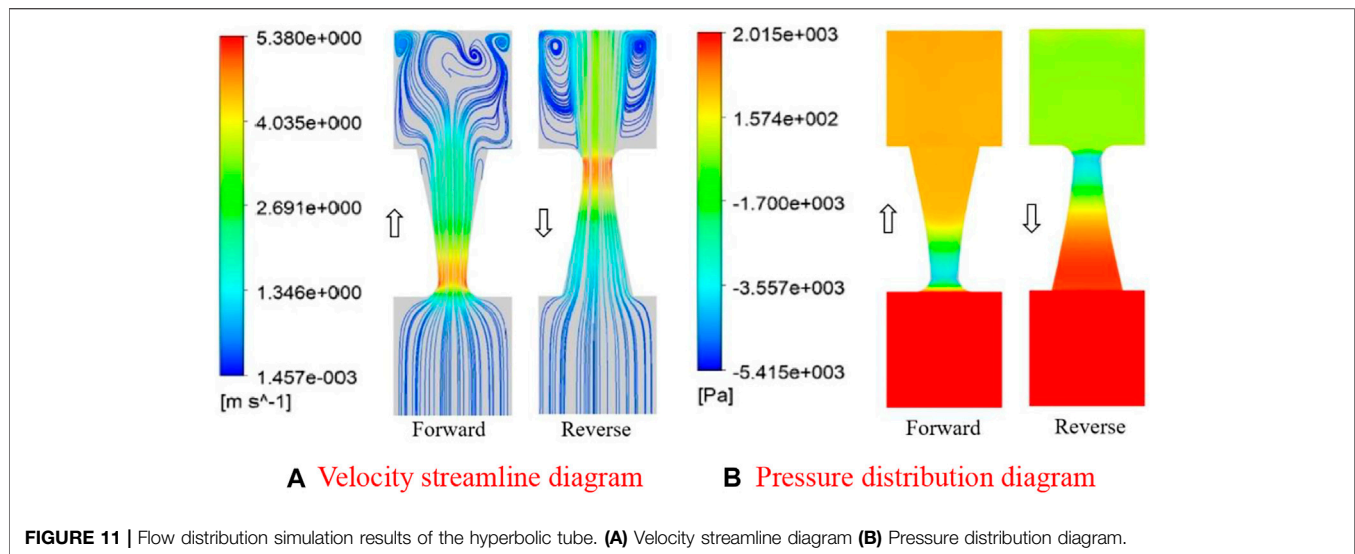 5.380e+000
4.035e+000
2.691e+000
1.346e+000
1.457e-003
[m s^-1]
Forward
Reverse
2.015e+003
1.574e+002
-1.700e+003
-3.557e+003
-5.415e+003
[Pa]
Forward
Reverse
A Velocity streamline diagram
B Pressure distribution diagram
FIGURE 11 | Flow distribution simulation results of the hyperbolic tube. (A) Velocity streamline diagram (B) Pressure distribution diagram.